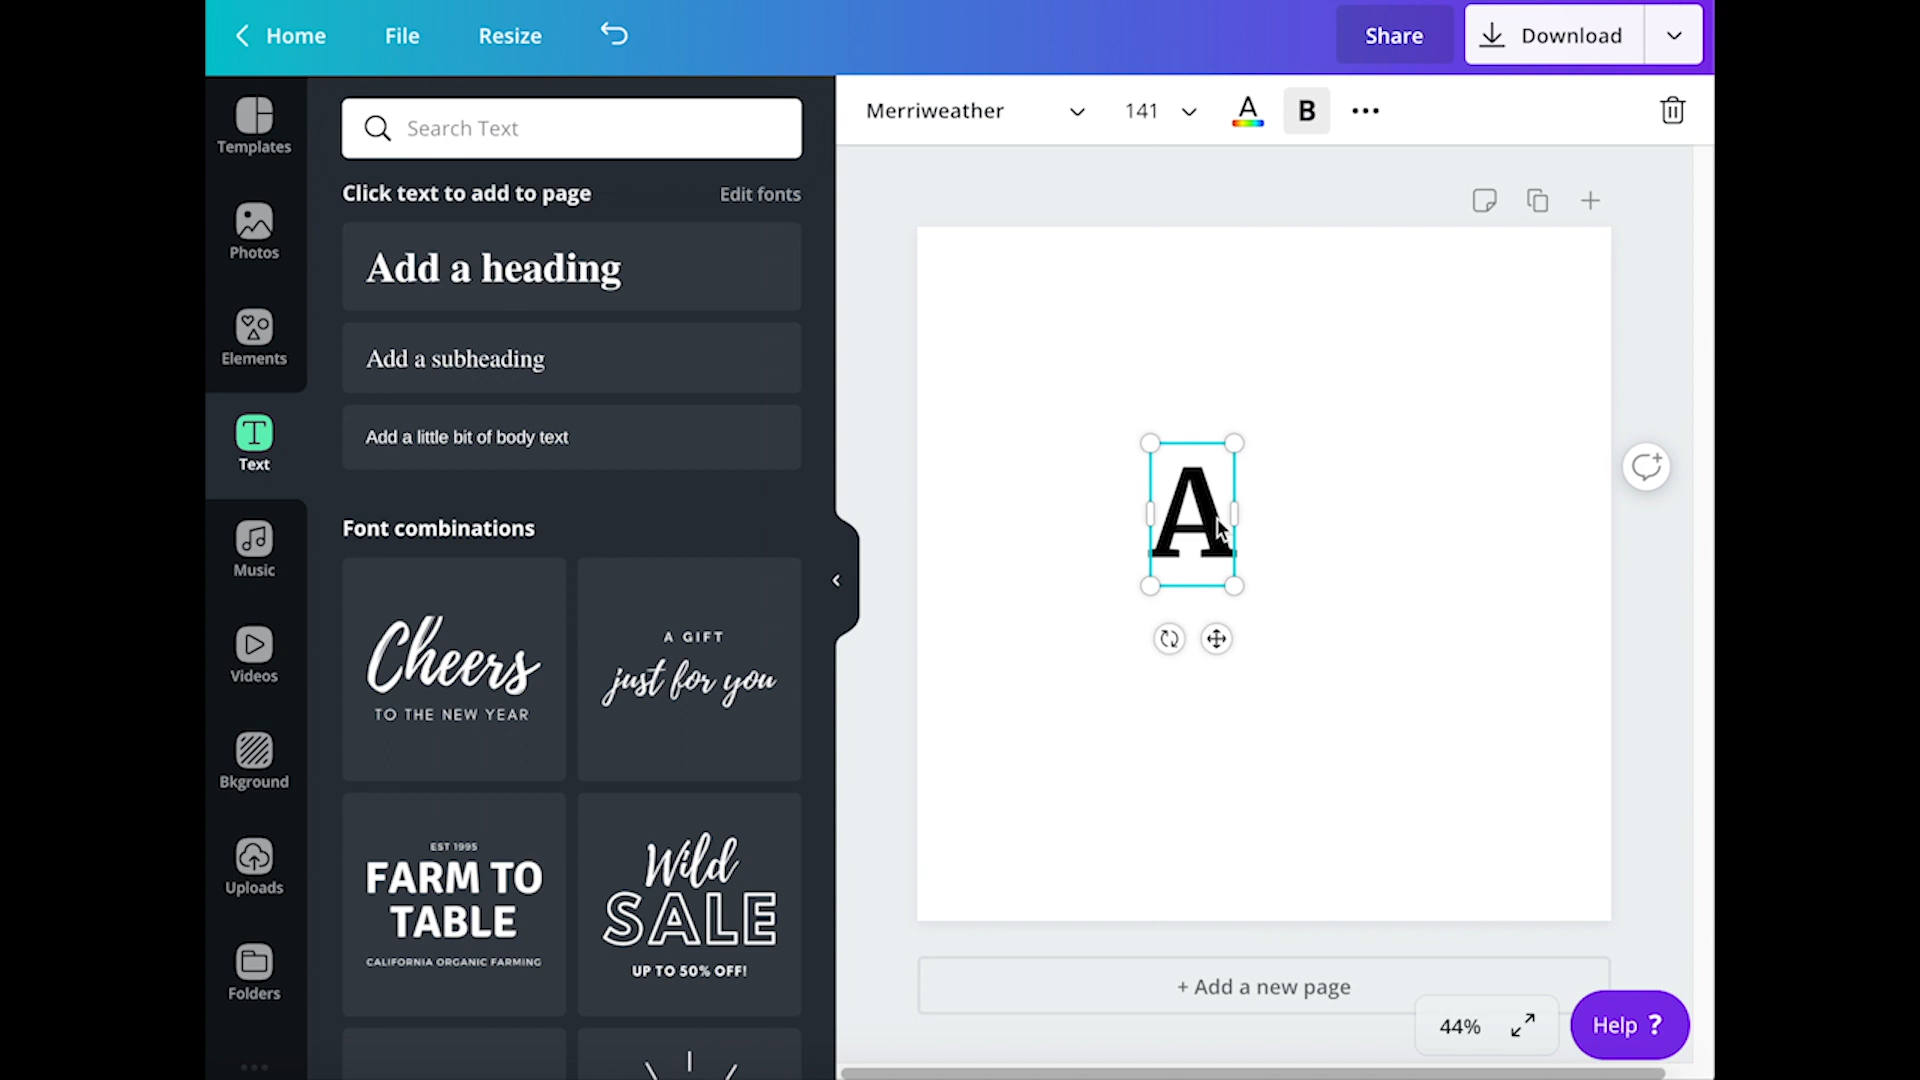 Home File Resize Share Download
Merriweather 141 A B
Templates
Photos
Elements
Text
Music
Videos
Bkground
Uploads
Folders
Search Text
Click text to add to page Edit fonts
Add a heading
Add a subheading
Add a little bit of body text
Font combinations
Cheers
TO THE NEW YEAR
A GIFT
just for you
EST 1995
FARM TO
TABLE
CALIFORNIA ORGANIC FARMING
Wild
SALE
UP TO 50% OFF!
A
+ Add a new page
44% Help ?